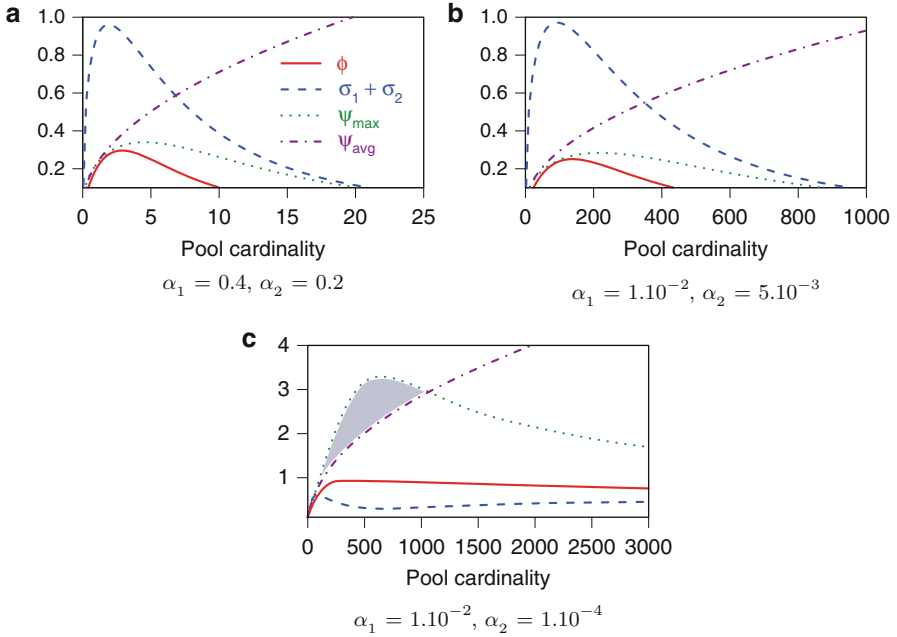 a
1.0
0.8
0.6
0.4
0.2
0 5 10 15 20 25
Pool cardinality
α₁ = 0.4, α₂ = 0.2
ϕ
σ₁ + σ₂
ψmax
ψavg
b
1.0
0.8
0.6
0.4
0.2
0 200 400 600 800 1000
Pool cardinality
α₁ = 1.10⁻², α₂ = 5.10⁻³
c
4
3
2
1
0 500 1000 1500 2000 2500 3000
Pool cardinality
α₁ = 1.10⁻², α₂ = 1.10⁻⁴